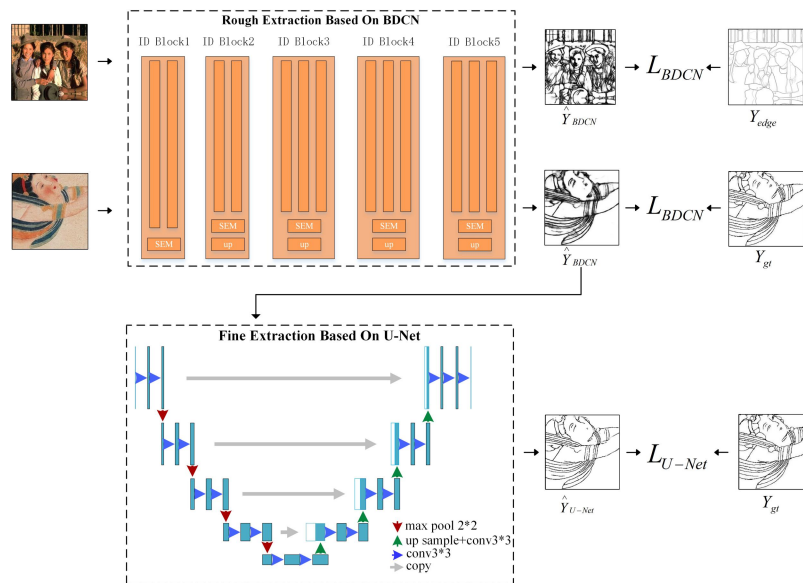 Rough Extraction Based On BDCN
ID Block1 ID Block2 ID Block3 ID Block4 ID Block5
SEM SEM SEM SEM
SEM up up up up
Ŷ_BDCN L_BDCN Y_edge
Ŷ_BDCN L_BDCN Y_gt
Fine Extraction Based On U-Net
max pool 2*2
up sample+conv3*3
conv3*3
copy
Ŷ_U-Net L_U-Net Y_gt